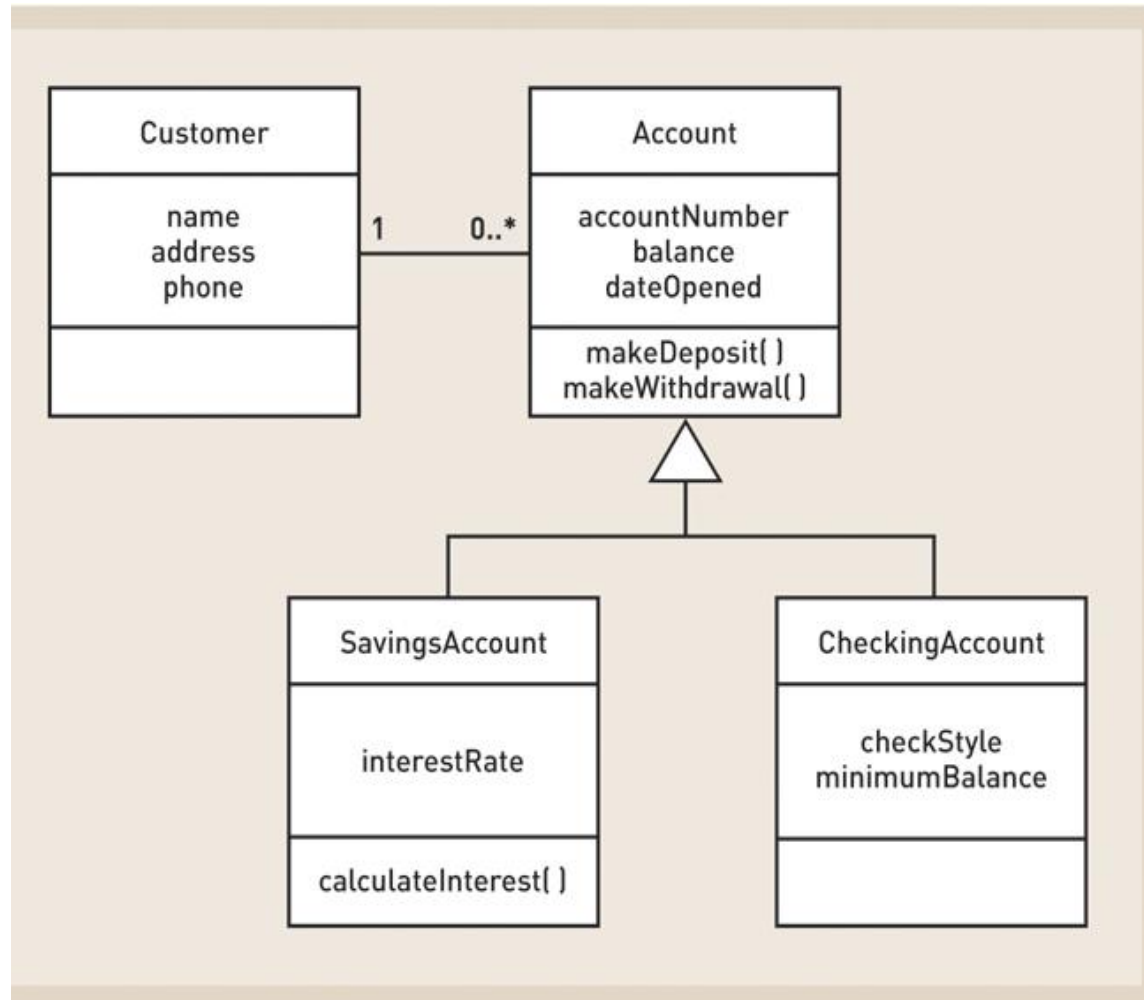 Customer
name
address
phone
1
0..*
Account
accountNumber
balance
dateOpened
makeDeposit( )
makeWithdrawal( )
SavingsAccount
interestRate
calculateInterest( )
CheckingAccount
checkStyle
minimumBalance